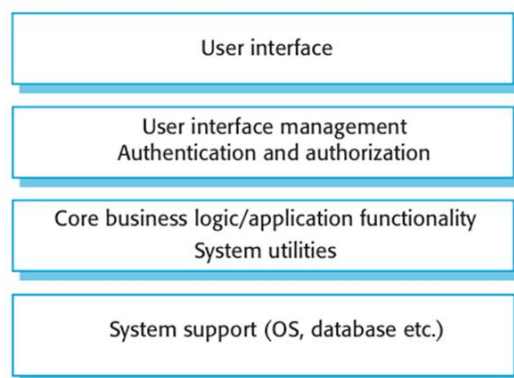 User interface
User interface management
Authentication and authorization
Core business logic/application functionality
System utilities
System support (OS, database etc.)